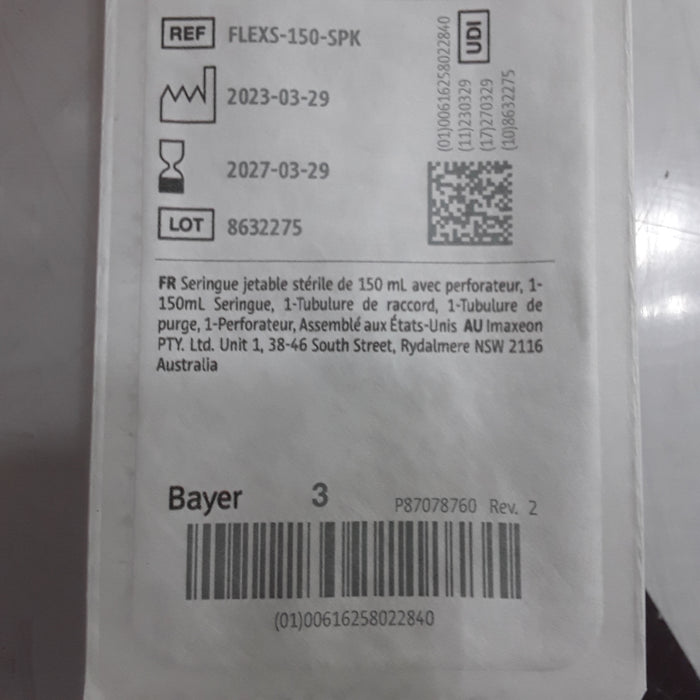 REF FLEXS-150-SPK
2023-03-29
2027-03-29
LOT 8632275
UDI
(01)00616258022840
(11)230329
(17)270329
(10)8632275
FR Seringue jetable stérile de 150 mL avec perforateur, 1-
150mL Seringue, 1-Tubulure de raccord, 1-Tubulure de
purge, 1-Perforateur, Assemblé aux États-Unis AU Imaxeon
PTY. Ltd. Unit 1, 38-46 South Street, Rydalmere NSW 2116
Australia
Bayer 3 P87078760 Rev. 2
(01)00616258022840